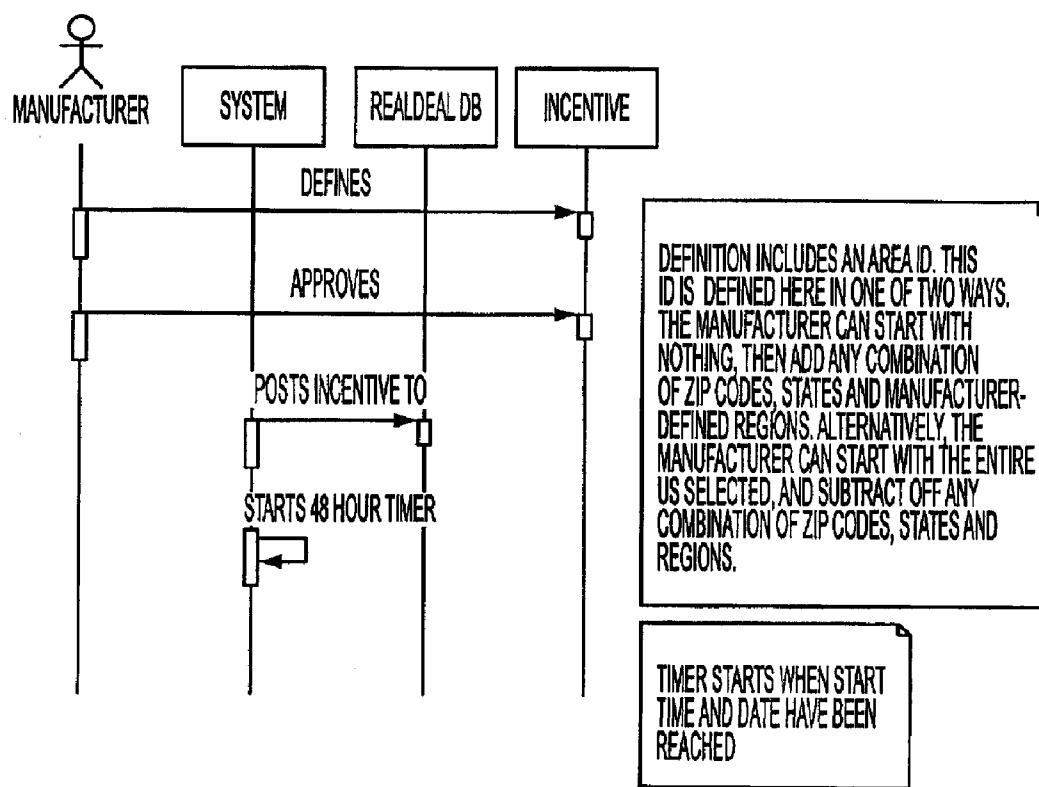 MANUFACTURER
SYSTEM
REALDEAL DB
INCENTIVE
DEFINES
APPROVES
POSTS INCENTIVE TO
STARTS 48 HOUR TIMER
DEFINITION INCLUDES AN AREA ID. THIS
ID IS DEFINED HERE IN ONE OF TWO WAYS.
THE MANUFACTURER CAN START WITH
NOTHING, THEN ADD ANY COMBINATION
OF ZIP CODES, STATES AND MANUFACTURER-
DEFINED REGIONS. ALTERNATIVELY, THE
MANUFACTURER CAN START WITH THE ENTIRE
US SELECTED, AND SUBTRACT OFF ANY
COMBINATION OF ZIP CODES, STATES AND
REGIONS.
TIMER STARTS WHEN START
TIME AND DATE HAVE BEEN
REACHED